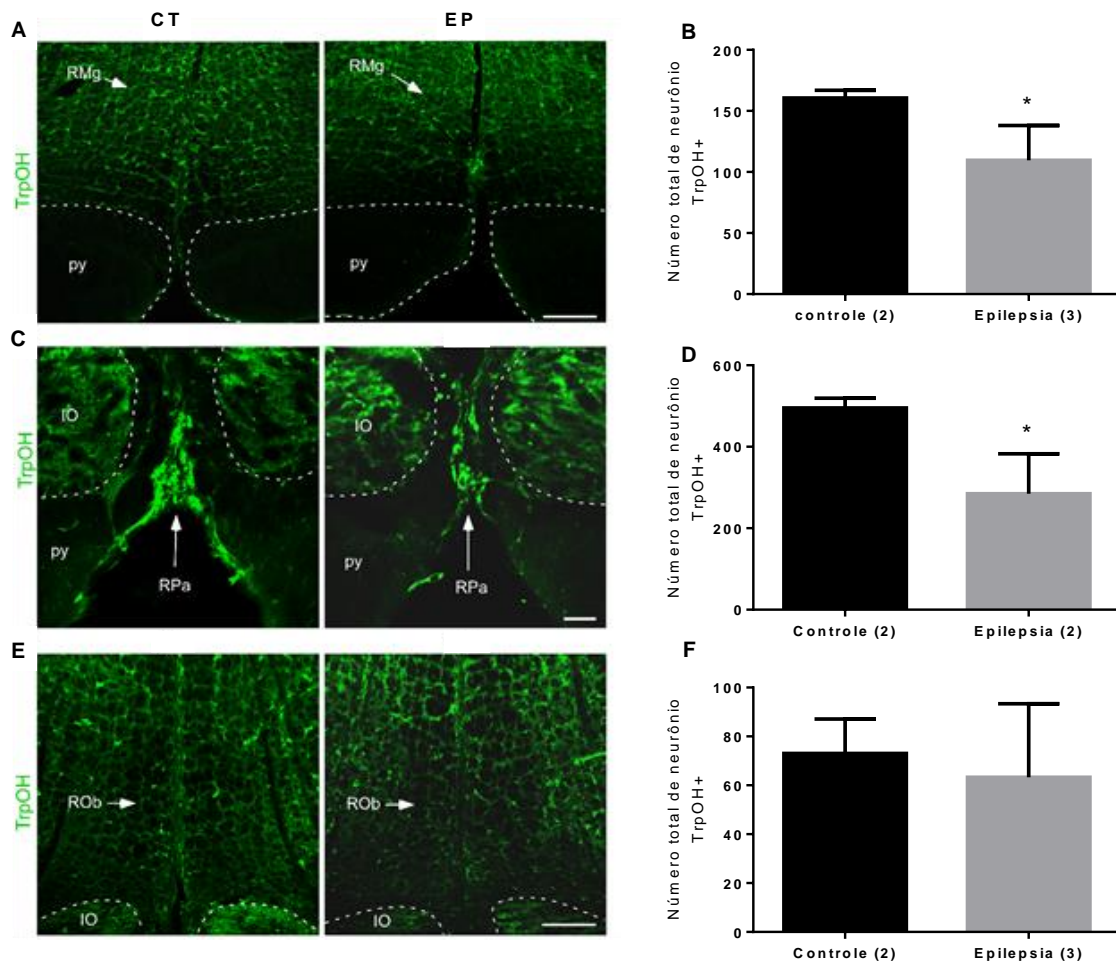 CT
EP
A
RMg
RMg
TrpOH
py
py
B
200
150
100
50
0
*
Número total de neurônio
TrpOH+
controle (2)
Epilepsia (3)
C
IO
IO
TrpOH
py
py
RPa
RPa
D
600
400
200
0
*
Número total de neurônio
TrpOH+
Controle (2)
Epilepsia (2)
E
TrpOH
ROb
ROb
IO
IO
F
100
80
60
40
20
0
Número total de neurônio
TrpOH+
Controle (2)
Epilepsia (3)